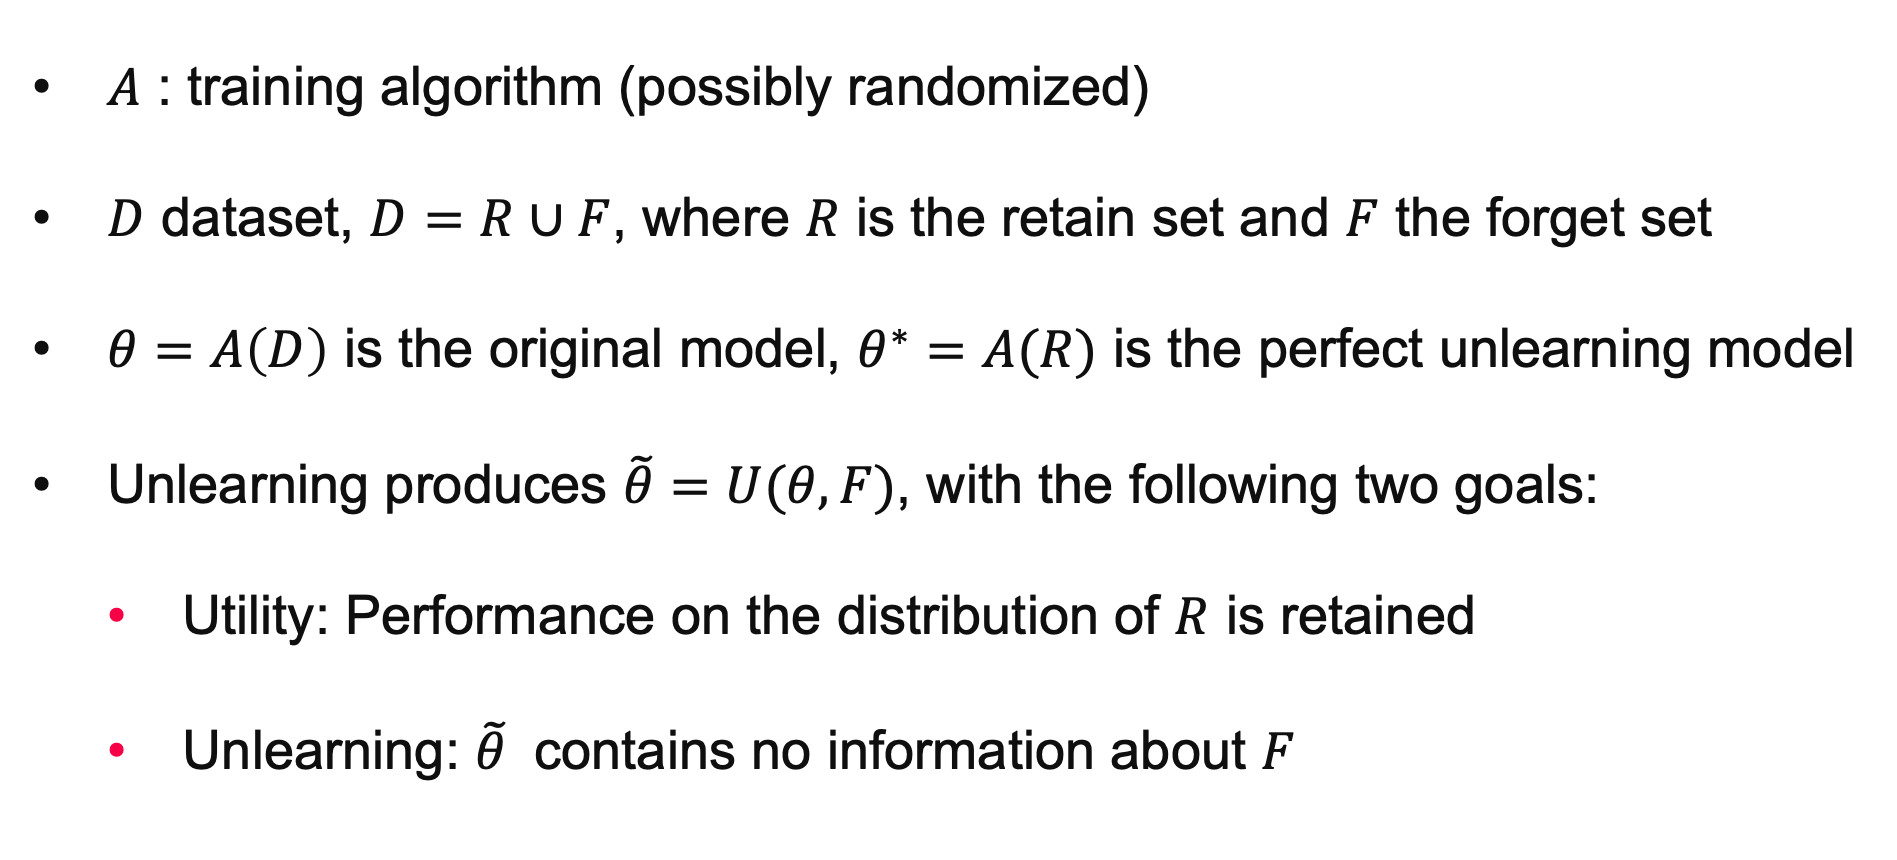 • A : training algorithm (possibly randomized)
• D dataset, D = R ∪ F, where R is the retain set and F the forget set
• θ = A(D) is the original model, θ* = A(R) is the perfect unlearning model
• Unlearning produces θ̃ = U(θ, F), with the following two goals:
• Utility: Performance on the distribution of R is retained
• Unlearning: θ̃ contains no information about F